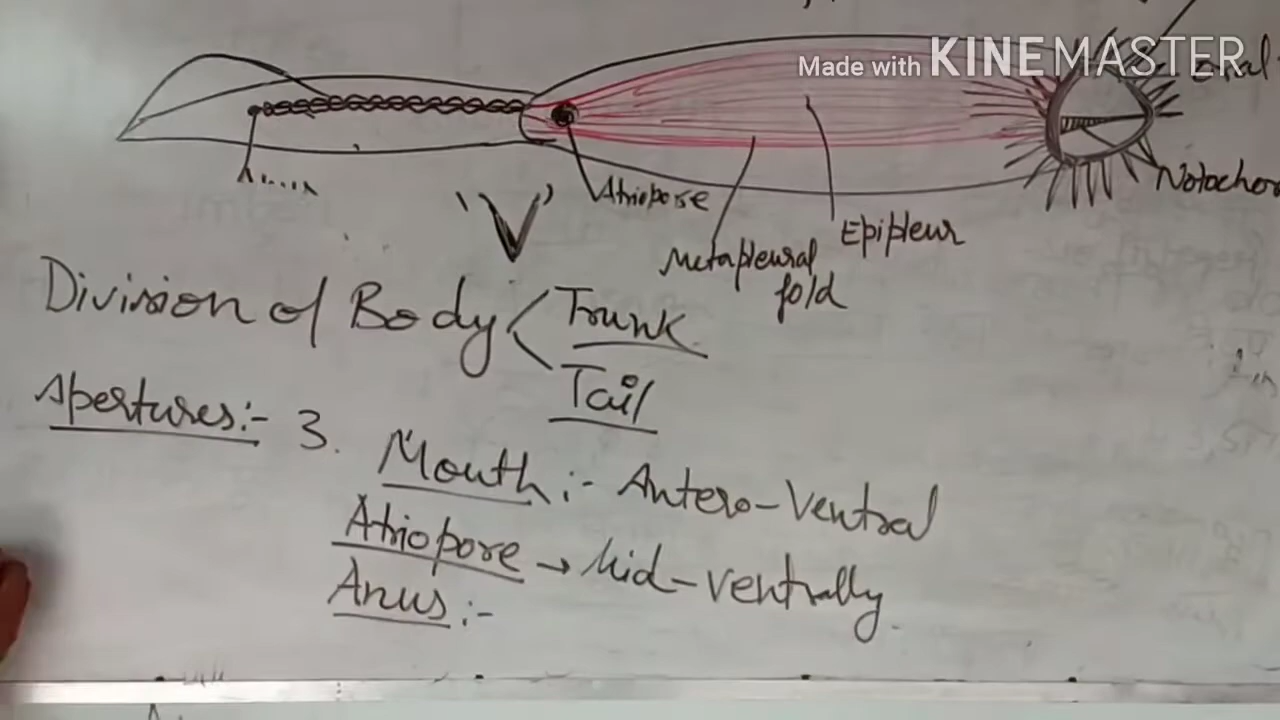 Made with KINEMASTER
Notochor
Atriopore
"V"
Epipleur
Metapleural
fold
Division of Body < Trunk
Tail
Apertures:- 3.
Mouth :- Antero-Ventral
Atriopore → Mid-ventrally.
Anus :-